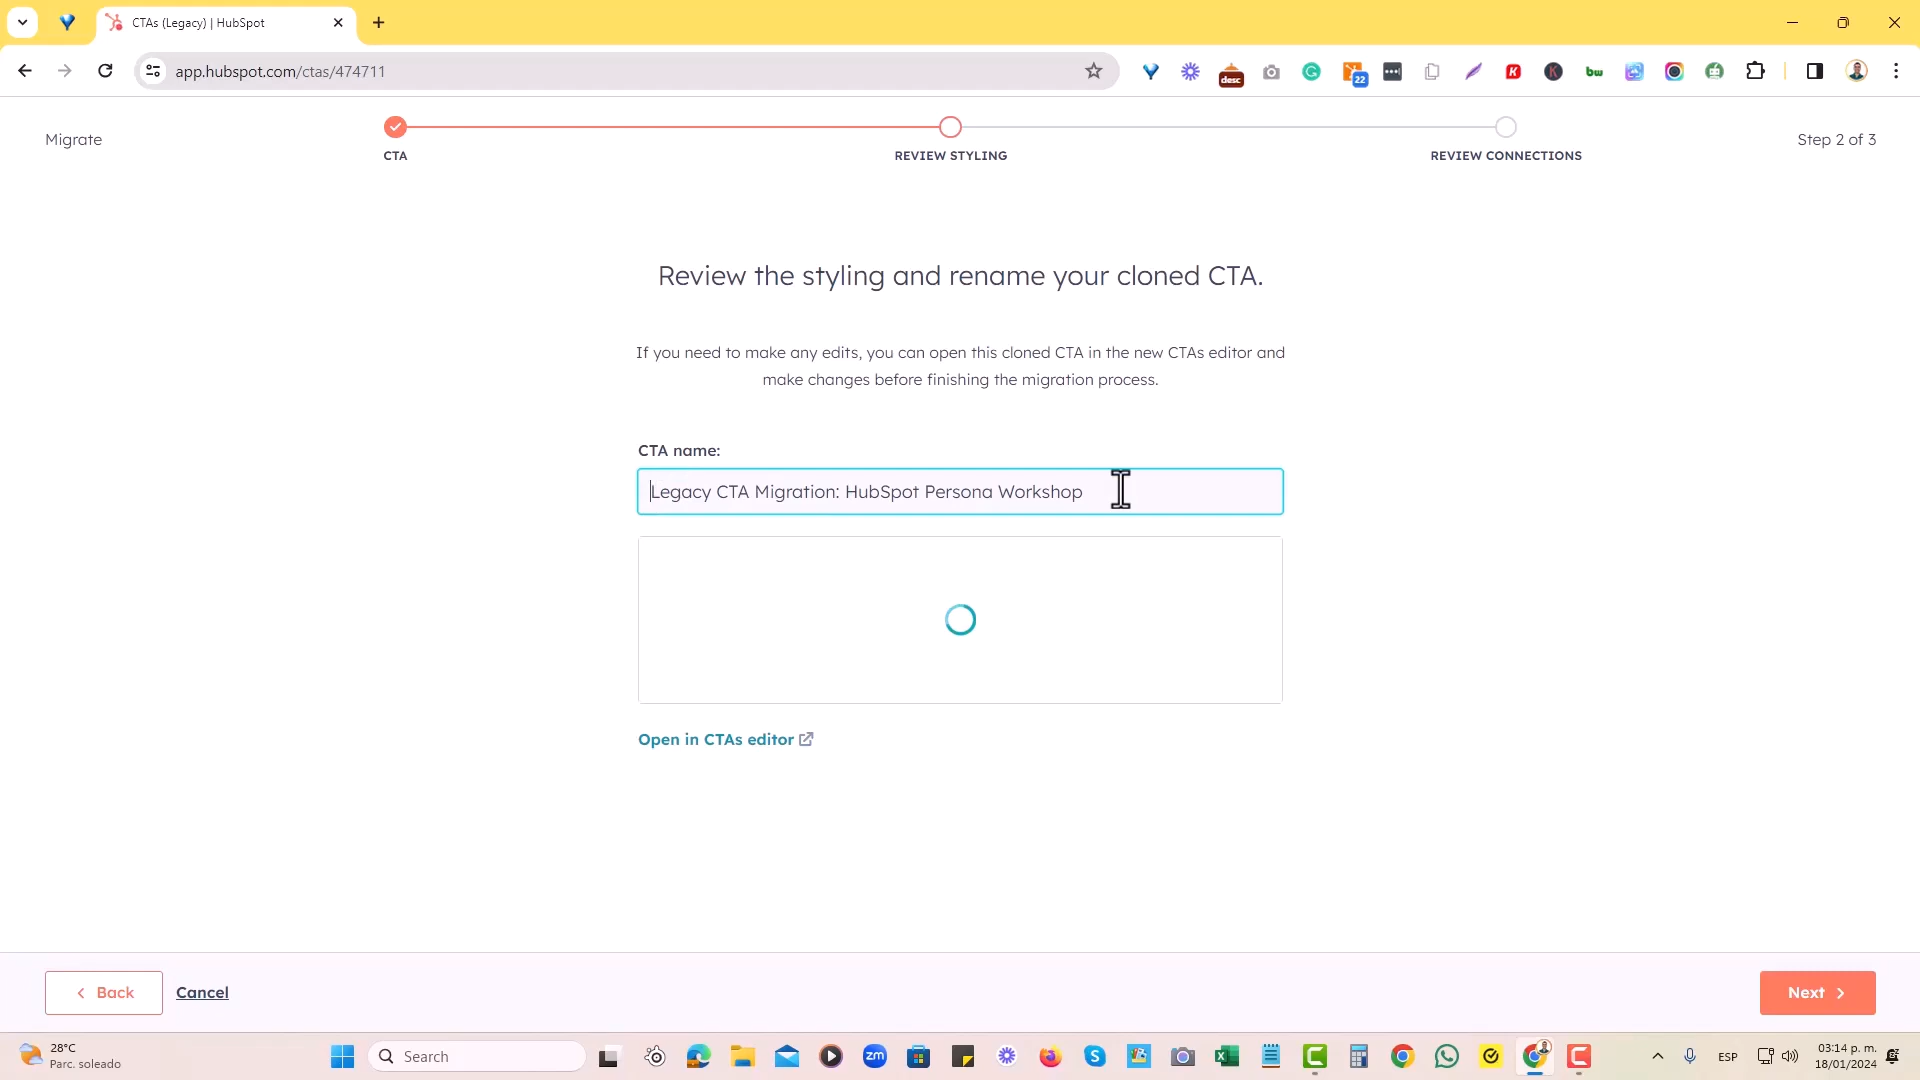 CTAs (Legacy) | HubSpot
app.hubspot.com/ctas/474711
desc
22
K
K
bw
Migrate
CTA
REVIEW STYLING
REVIEW CONNECTIONS
Step 2 of 3
Review the styling and rename your cloned CTA.
If you need to make any edits, you can open this cloned CTA in the new CTAs editor and
make changes before finishing the migration process.
CTA name:
Legacy CTA Migration: HubSpot Persona Workshop
Open in CTAs editor
Back
Cancel
Next
28°C
Parc. soleado
Search
zm
ESP
03:14 p. m.
18/01/2024